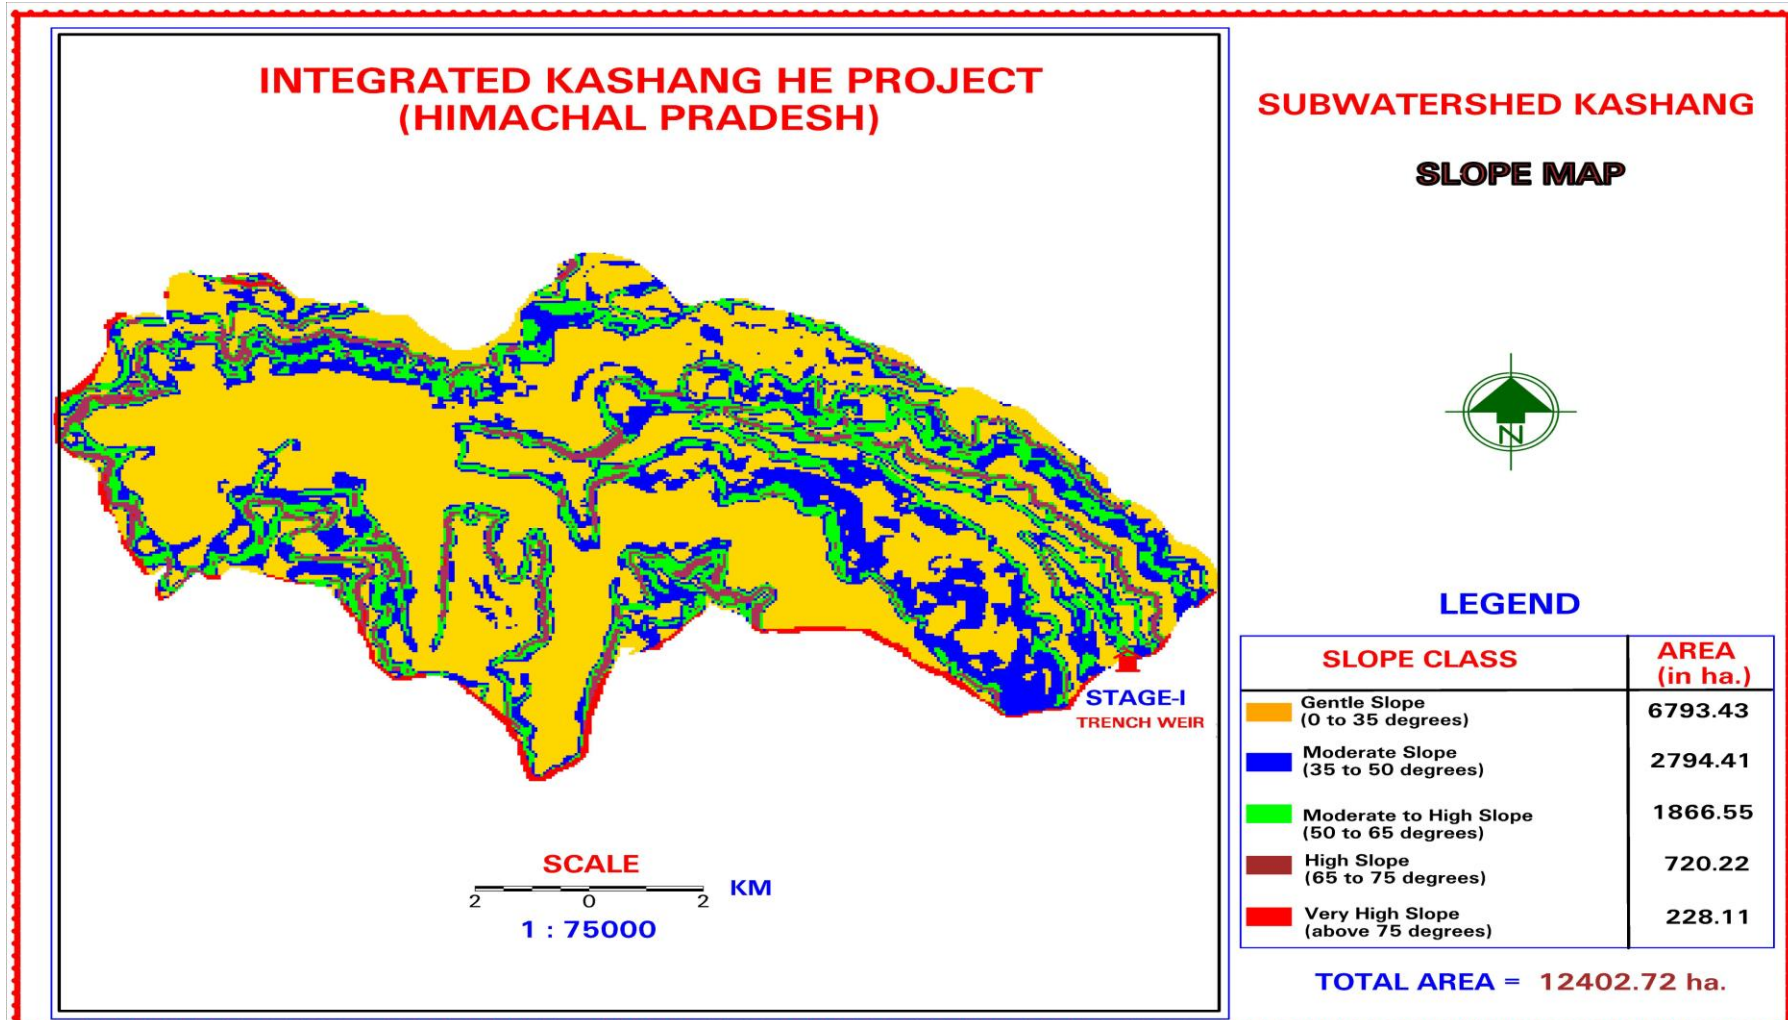 INTEGRATED KASHANG HE PROJECT
(HIMACHAL PRADESH)
SUBWATERSHED KASHANG
SLOPE MAP
N
STAGE-I
TRENCH WEIR
SCALE
2 0 2 KM
1 : 75000
LEGEND
SLOPE CLASS AREA
(in ha.)
Gentle Slope
(0 to 35 degrees) 6793.43
Moderate Slope
(35 to 50 degrees) 2794.41
Moderate to High Slope
(50 to 65 degrees) 1866.55
High Slope
(65 to 75 degrees) 720.22
Very High Slope
(above 75 degrees) 228.11
TOTAL AREA = 12402.72 ha.